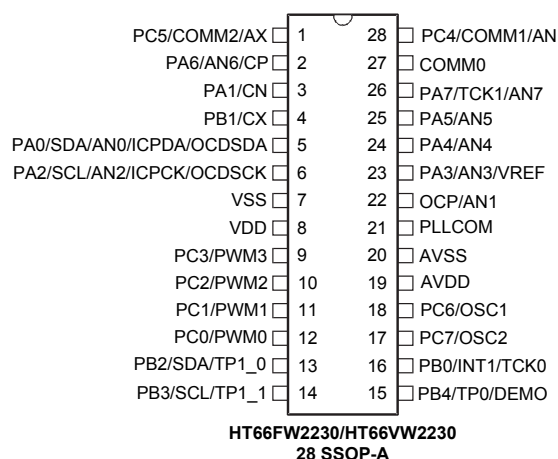 PC5/COMM2/AX 1 28 PC4/COMM1/AN
PA6/AN6/CP 2 27 COMM0
PA1/CN 3 26 PA7/TCK1/AN7
PB1/CX 4 25 PA5/AN5
PA0/SDA/AN0/ICPDA/OCDSDA 5 24 PA4/AN4
PA2/SCL/AN2/ICPCK/OCDSCK 6 23 PA3/AN3/VREF
VSS 7 22 OCP/AN1
VDD 8 21 PLLCOM
PC3/PWM3 9 20 AVSS
PC2/PWM2 10 19 AVDD
PC1/PWM1 11 18 PC6/OSC1
PC0/PWM0 12 17 PC7/OSC2
PB2/SDA/TP1_0 13 16 PB0/INT1/TCK0
PB3/SCL/TP1_1 14 15 PB4/TP0/DEMO
HT66FW2230/HT66VW2230
28 SSOP-A